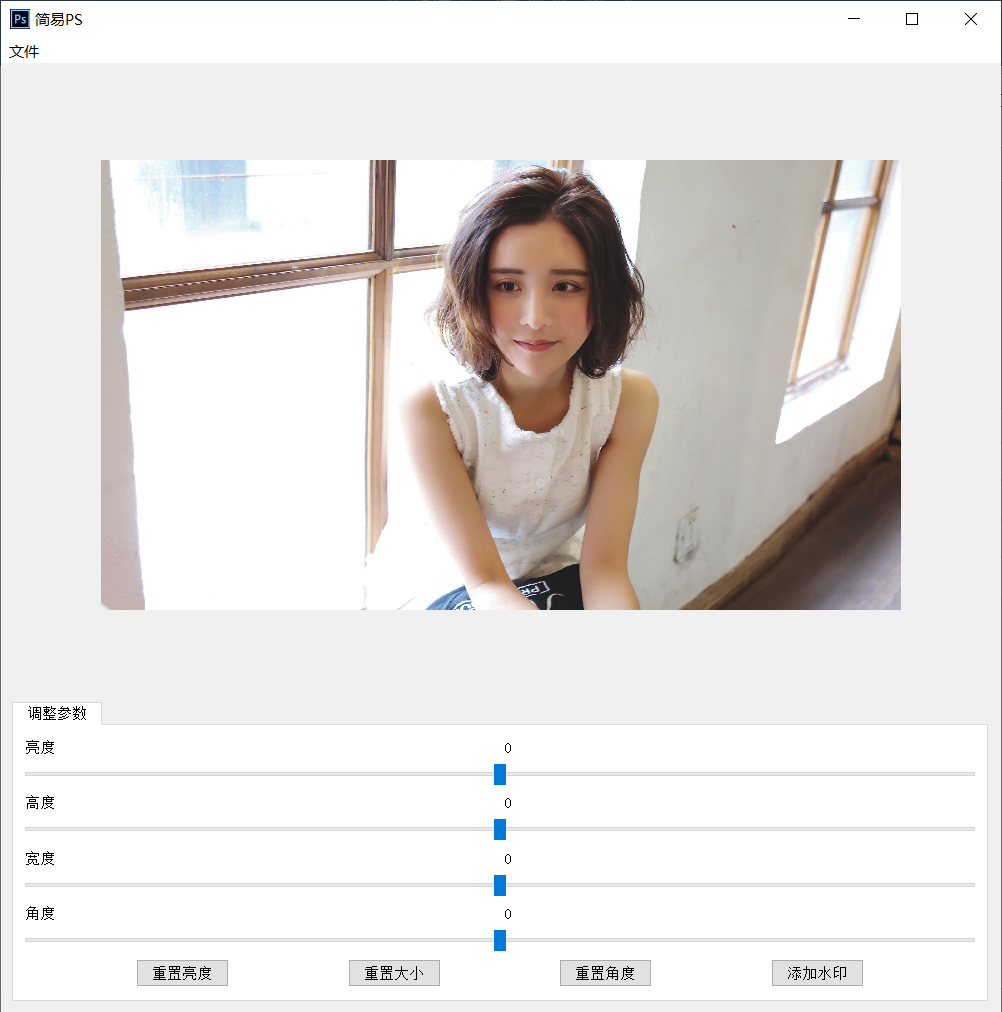 Ps 简易PS
文件
调整参数
亮度 0
高度 0
宽度 0
角度 0
重置亮度 重置大小 重置角度 添加水印